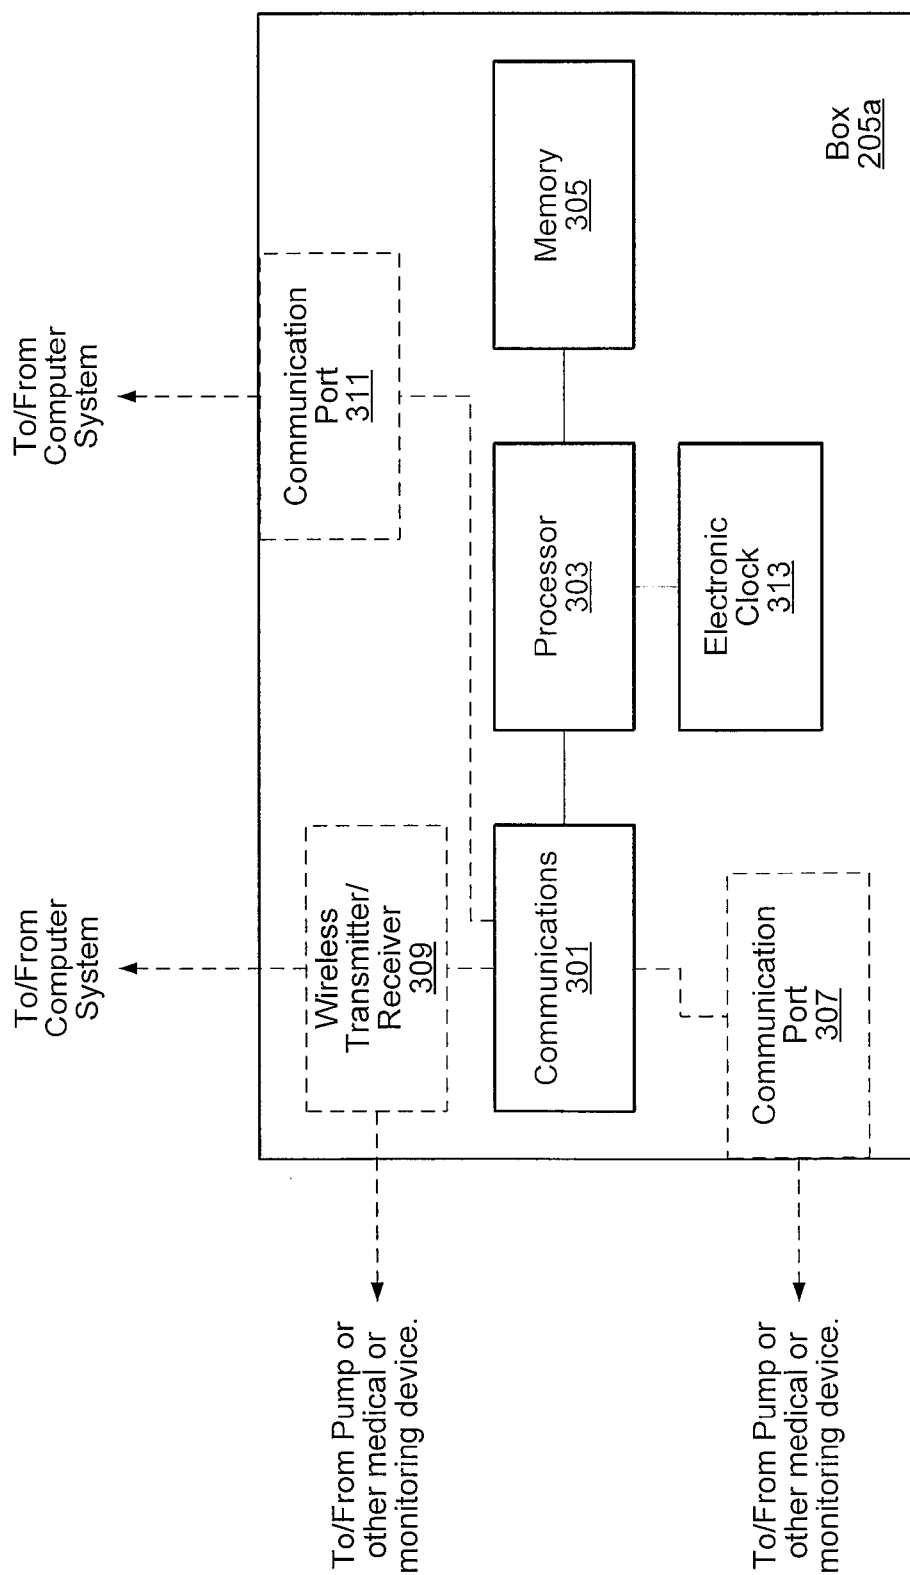 To/From
Computer
System
To/From
Computer
System
To/From Pump or
other medical or
monitoring device.
Wireless
Transmitter/
Receiver
309
Communication
Port
311
Communications
301
Processor
303
Memory
305
To/From Pump or
other medical or
monitoring device.
Communication
Port
307
Electronic
Clock
313
Box
205a